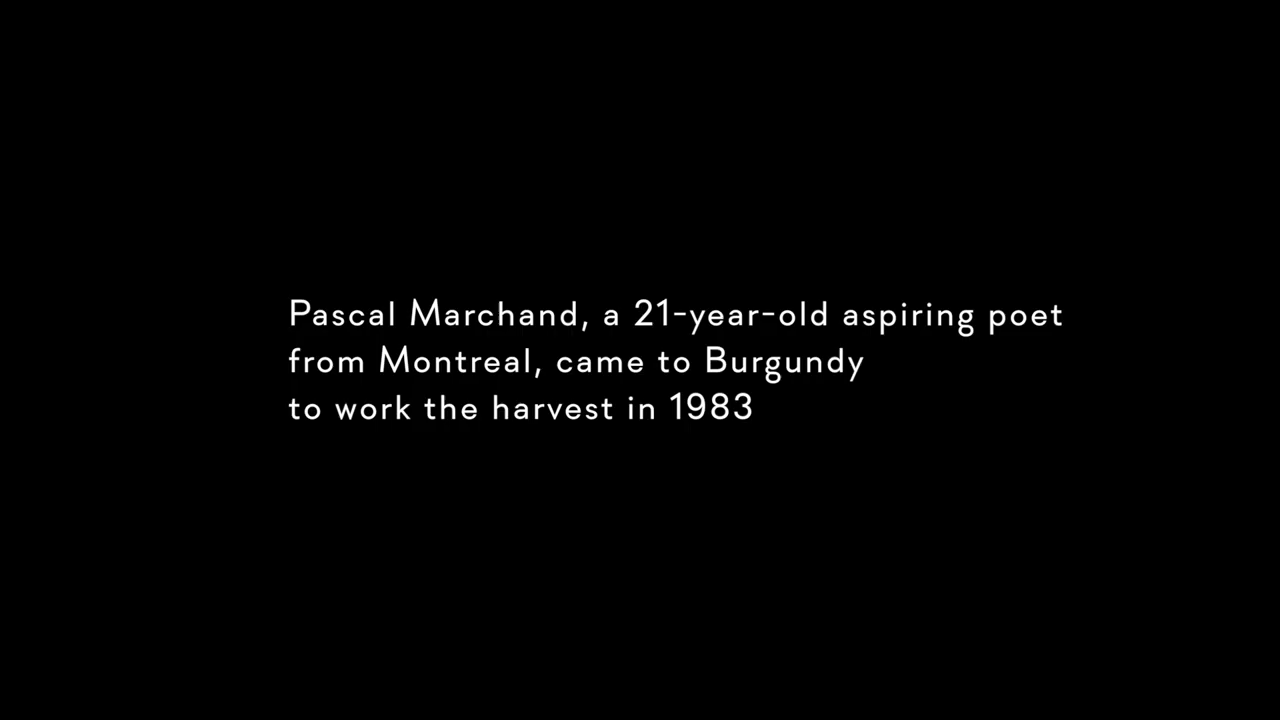 Pascal Marchand, a 21-year-old aspiring poet
from Montreal, came to Burgundy
to work the harvest in 1983